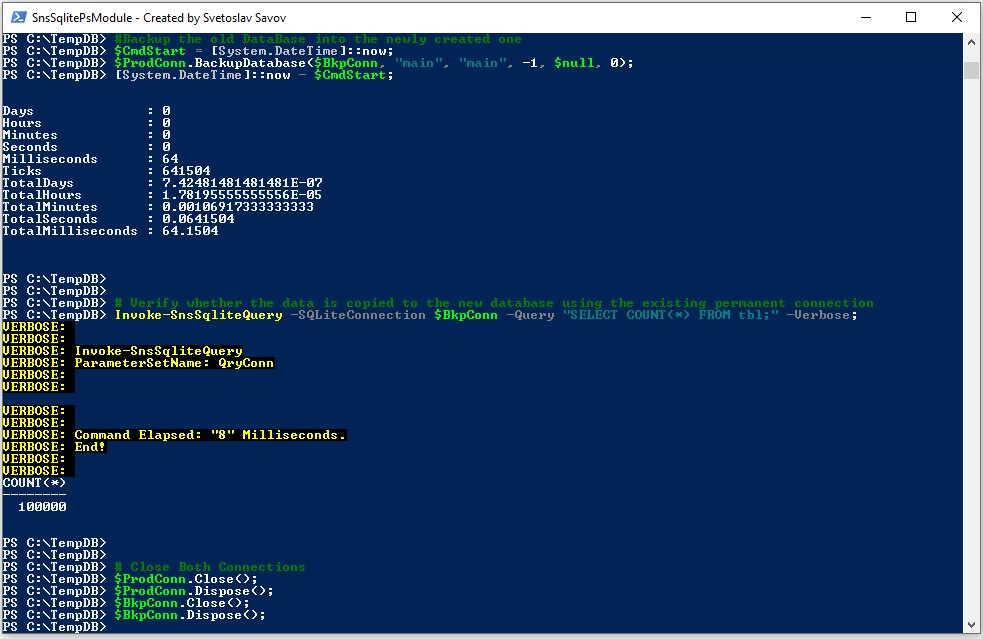 SnsSqlitePsModule - Created by Svetoslav Savov
PS C:\TempDB> #Backup the old DataBase into the newly created one
PS C:\TempDB> $CmdStart = [System.DateTime]::now;
PS C:\TempDB> $ProdConn.BackupDatabase($BkpConn, "main", "main", -1, $null, 0);
PS C:\TempDB> [System.DateTime]::now - $CmdStart;
Days : 0
Hours : 0
Minutes : 0
Seconds : 0
Milliseconds : 64
Ticks : 641504
TotalDays : 7.42481481481481E-07
TotalHours : 1.78195555555556E-05
TotalMinutes : 0.00106917333333333
TotalSeconds : 0.0641504
TotalMilliseconds : 64.1504
PS C:\TempDB>
PS C:\TempDB>
PS C:\TempDB> # Verify whether the data is copied to the new database using the existing permanent connection
PS C:\TempDB> Invoke-SnsSqliteQuery -SQLiteConnection $BkpConn -Query "SELECT COUNT(*) FROM tbl;" -Verbose;
VERBOSE:
VERBOSE:
VERBOSE: Invoke-SnsSqliteQuery
VERBOSE: ParameterSetName: QryConn
VERBOSE:
VERBOSE:
VERBOSE:
VERBOSE:
VERBOSE: Command Elapsed: "8" Milliseconds.
VERBOSE: End!
VERBOSE:
VERBOSE:
COUNT(*)
--------
100000
PS C:\TempDB>
PS C:\TempDB>
PS C:\TempDB> # Close Both Connections
PS C:\TempDB> $ProdConn.Close();
PS C:\TempDB> $ProdConn.Dispose();
PS C:\TempDB> $BkpConn.Close();
PS C:\TempDB> $BkpConn.Dispose();
PS C:\TempDB>